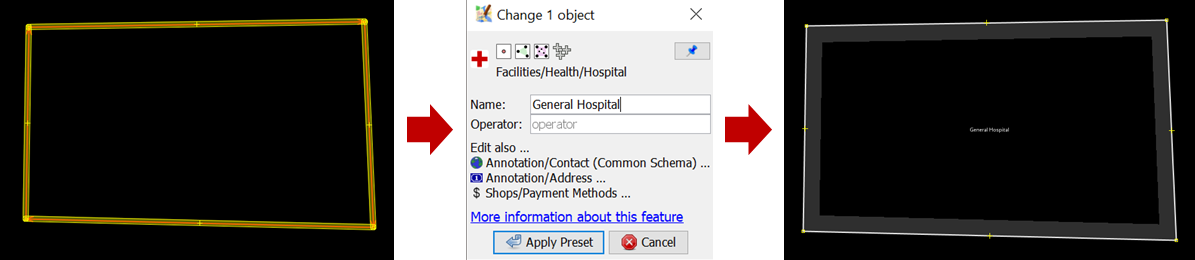 Change 1 object
Facilities/Health/Hospital
Name: General Hospital
Operator: operator
Edit also ...
Annotation/Contact (Common Schema) ...
Annotation/Address ...
$ Shops/Payment Methods ...
More information about this feature
Apply Preset Cancel
General Hospital